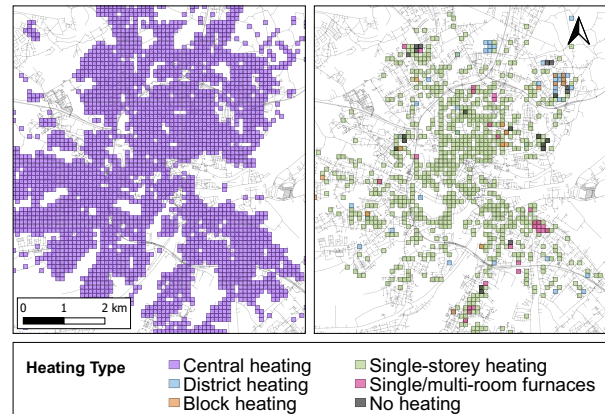 0 1 2 km
Heating Type
Central heating
Single-storey heating
District heating
Single/multi-room furnaces
Block heating
No heating